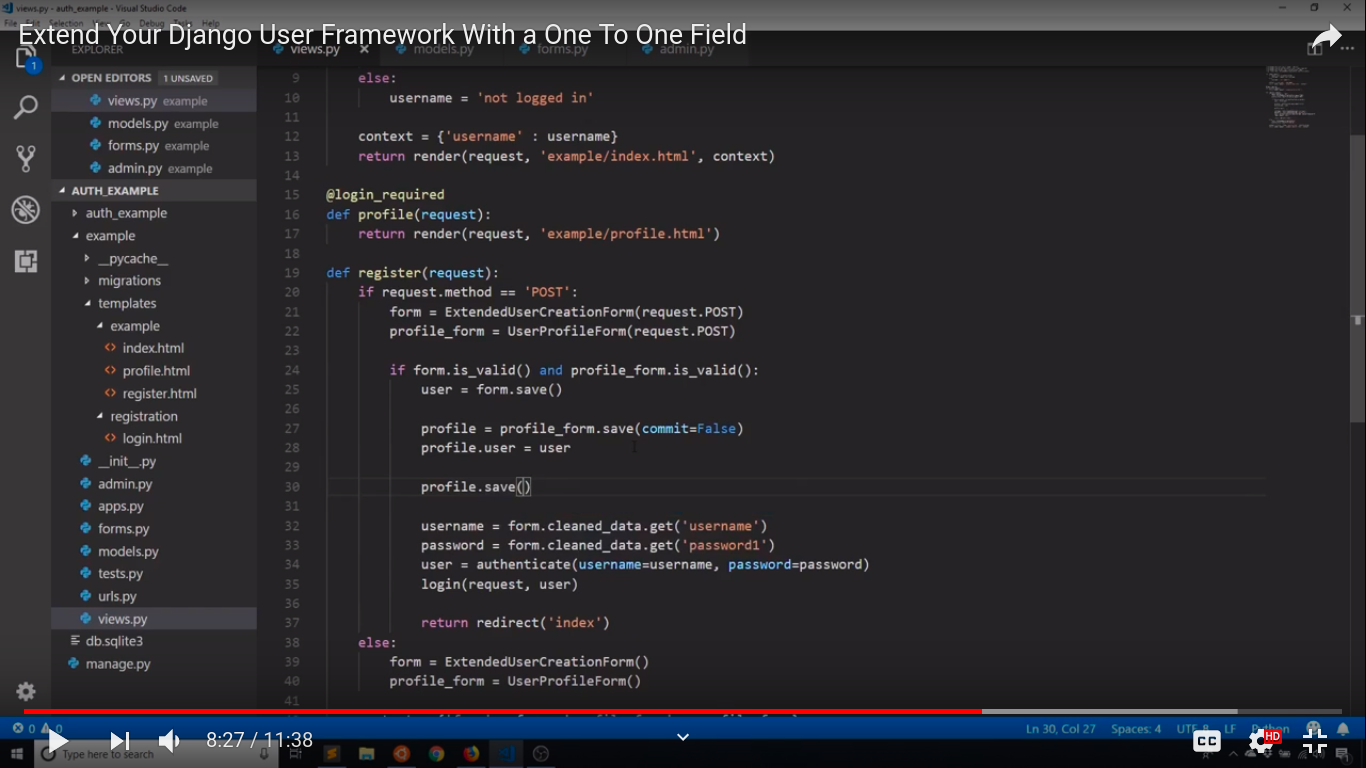 views.py - auth_example - Visual Studio Code
File Edit Selection View Go Debug Tasks Help
Extend Your Django User Framework With a One To One Field
EXPLORER
views.py
models.py
forms.py
admin.py
1
OPEN EDITORS 1 UNSAVED
views.py example
models.py example
forms.py example
admin.py example
AUTH_EXAMPLE
auth_example
example
__pycache__
migrations
templates
example
index.html
profile.html
register.html
registration
login.html
__init__.py
admin.py
apps.py
forms.py
models.py
tests.py
urls.py
views.py
db.sqlite3
manage.py
9 else:
10 username = 'not logged in'
11
12 context = {'username' : username}
13 return render(request, 'example/index.html', context)
14
15 @login_required
16 def profile(request):
17 return render(request, 'example/profile.html')
18
19 def register(request):
20 if request.method == 'POST':
21 form = ExtendedUserCreationForm(request.POST)
22 profile_form = UserProfileForm(request.POST)
23
24 if form.is_valid() and profile_form.is_valid():
25 user = form.save()
26
27 profile = profile_form.save(commit=False)
28 profile.user = user
29
30 profile.save()
31
32 username = form.cleaned_data.get('username')
33 password = form.cleaned_data.get('password1')
34 user = authenticate(username=username, password=password)
35 login(request, user)
36
37 return redirect('index')
38 else:
39 form = ExtendedUserCreationForm()
40 profile_form = UserProfileForm()
41
0 0
Ln 30, Col 27 Spaces: 4 UTF-8 LF Python
Type here to search
8:27 / 11:38
CC
HD